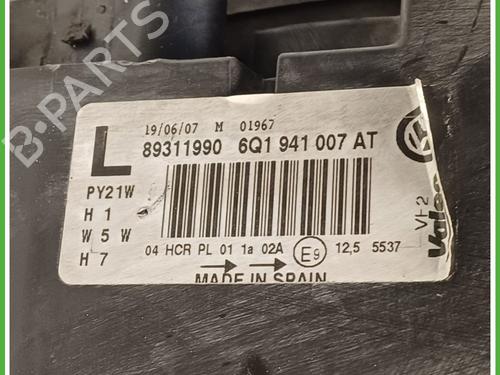 B-PARTS
19/06/07 M 01967
L 89311990 6Q1 941 007 AT
PY21W
H 1
W 5 W
H 7
04 HCR PL 01 1a 02A E9 12,5 5537
MADE IN SPAIN
VH2
Valeo